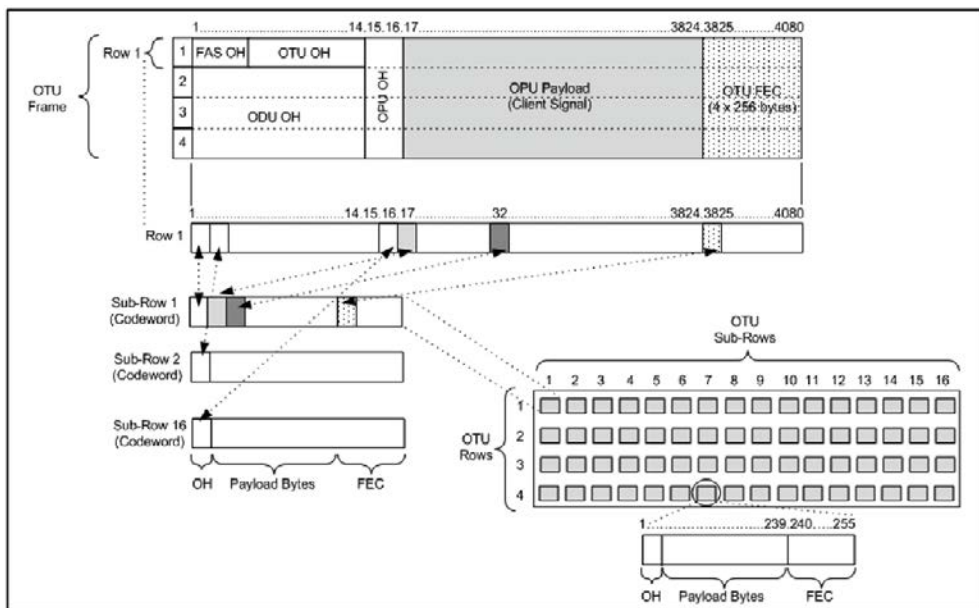 1............................................14.15.16.17............................................3824.3825............4080
Row 1
1 FAS OH OTU OH
OTU Frame
2
3 ODU OH
4
OPU OH
OPU Payload
(Client Signal)
OTU FEC
(4 x 256 bytes)
1............................................14.15.16.17....................32............................................3824.3825............4080
Row 1
Sub-Row 1
(Codeword)
Sub-Row 2
(Codeword)
Sub-Row 16
(Codeword)
OH Payload Bytes FEC
OTU
Sub-Rows
1 2 3 4 5 6 7 8 9 10 11 12 13 14 15 16
OTU
Rows
1
2
3
4
1............................239.240......255
OH Payload Bytes FEC